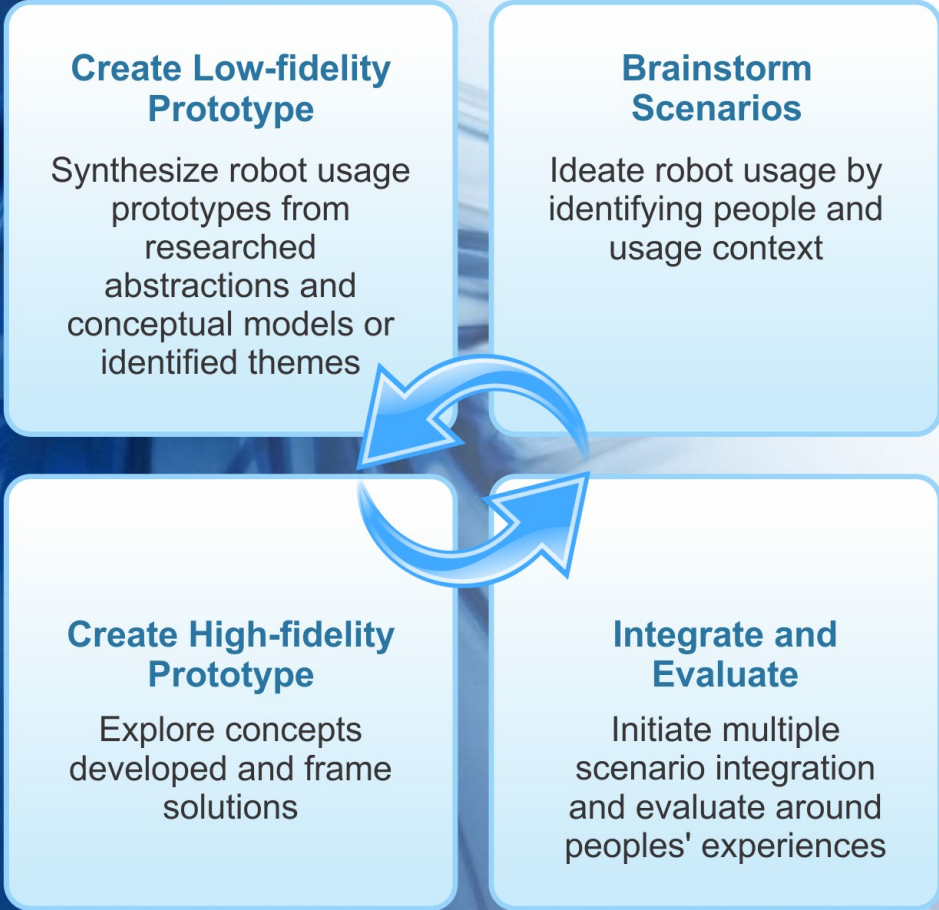 Create Low-fidelity
Prototype
Synthesize robot usage
prototypes from
researched
abstractions and
conceptual models or
identified themes
Brainstorm
Scenarios
Ideate robot usage by
identifying people and
usage context
Create High-fidelity
Prototype
Explore concepts
developed and frame
solutions
Integrate and
Evaluate
Initiate multiple
scenario integration
and evaluate around
peoples' experiences